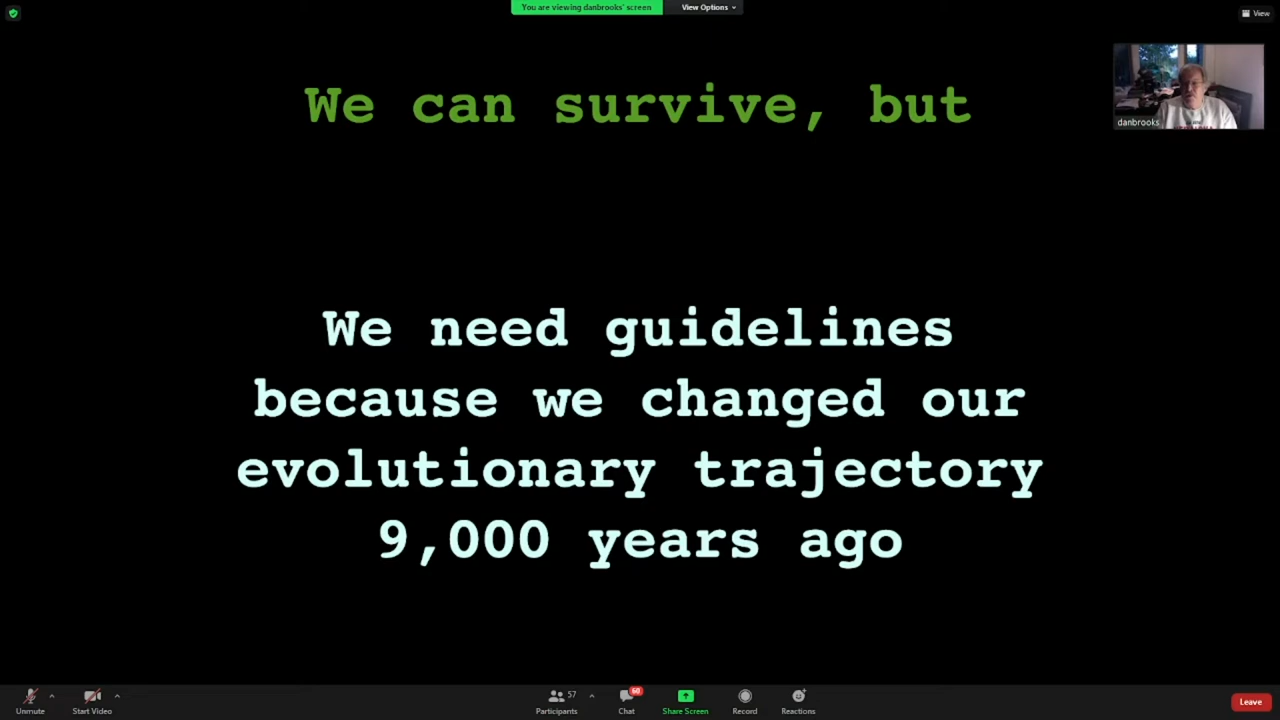 You are viewing danbrooks' screen
View Options
View
We can survive, but
danbrooks
We need guidelines
because we changed our
evolutionary trajectory
9,000 years ago
Unmute
Start Video
57
Participants
68
Chat
Share Screen
Record
Reactions
Leave